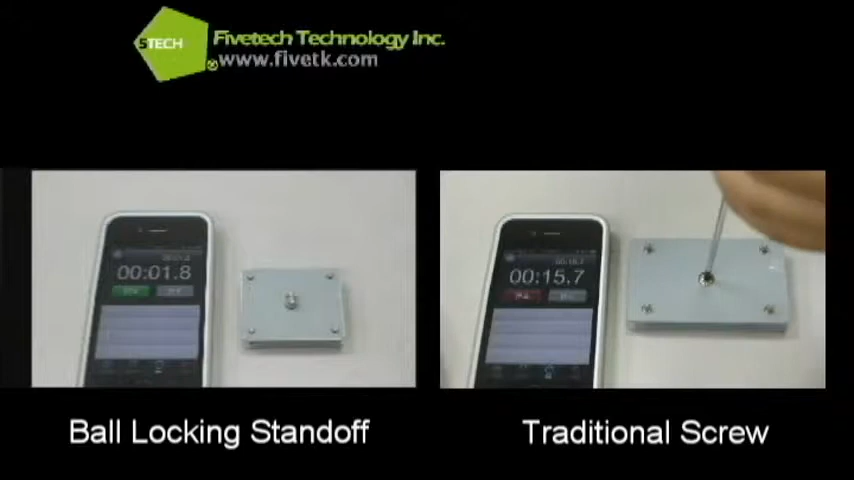 5TECH
Fivetech Technology Inc.
www.fivetk.com
00:01.8
00:15.7
Ball Locking Standoff
Traditional Screw